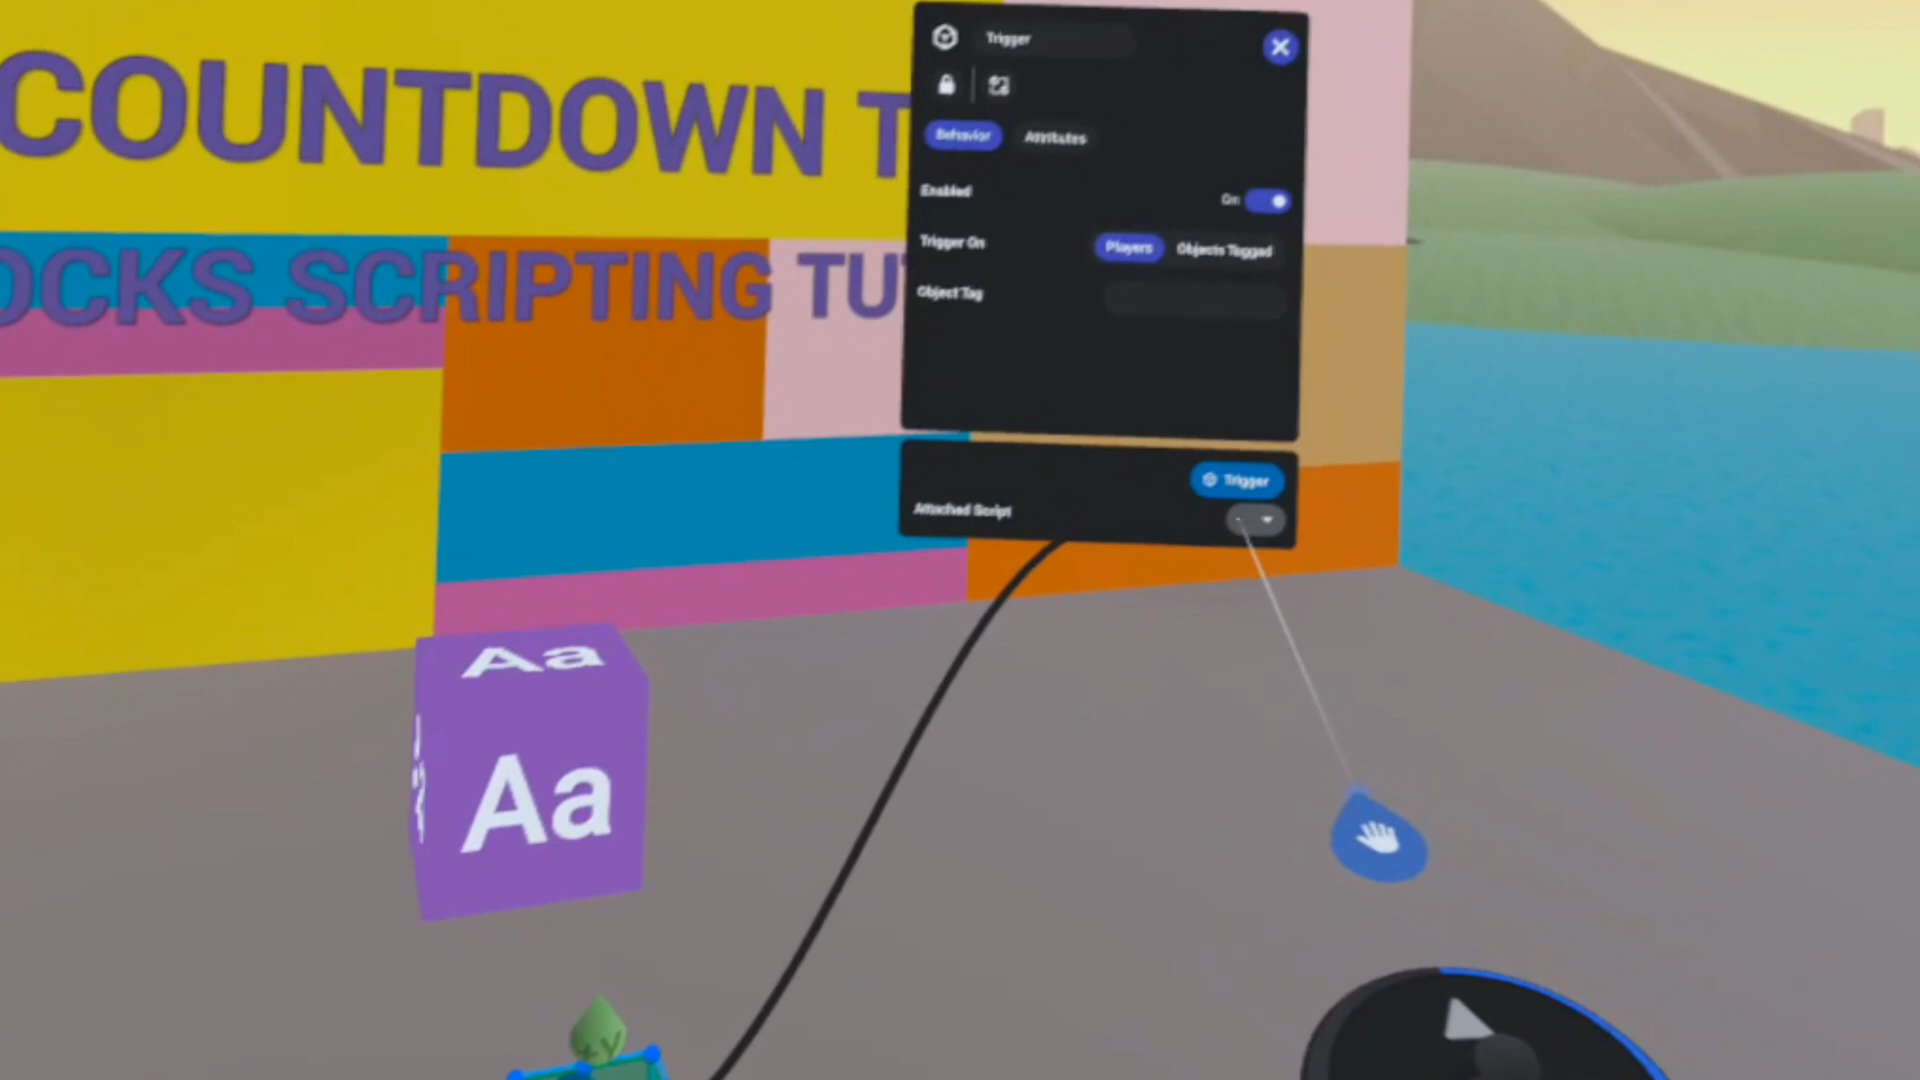 COUNTDOWN T
OCKS SCRIPTING TU
Trigger
Behavior Attributes
Enabled On
Trigger On Players Objects Tagged
Object Tag
Trigger
Attached Script
Aa
Aa